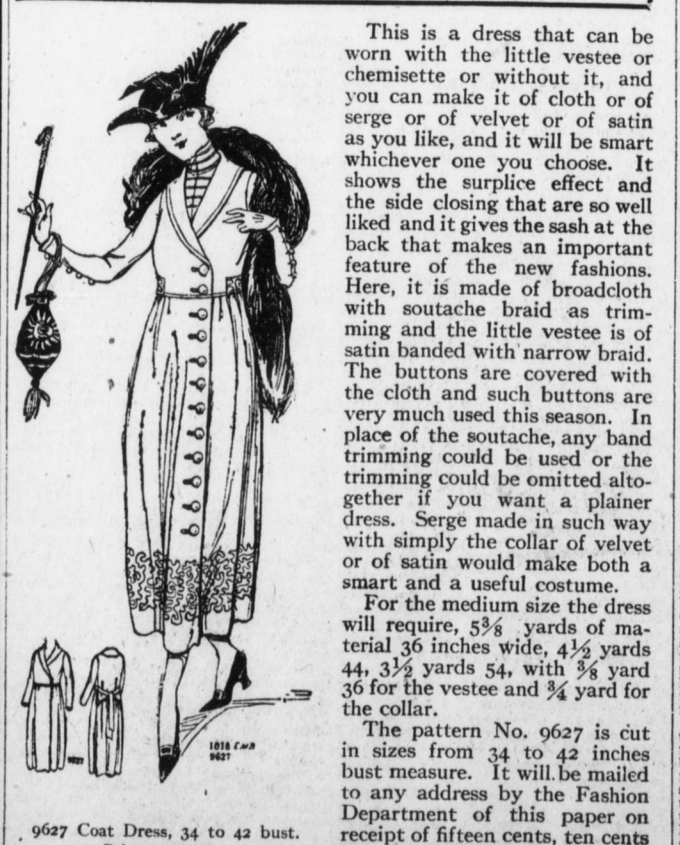 This is a dress that can be
worn with the little vestee or
chemisette or without it, and
you can make it of cloth or of
serge or of velvet or of satin
as you like, and it will be smart
whichever one you choose. It
shows the surplice effect and
the side closing that are so well
liked and it gives the sash at the
back that makes an important
feature of the new fashions.
Here, it is made of broadcloth
with soutache braid as trim-
ming and the little vestee is of
satin banded with narrow braid.
The buttons are covered with
the cloth and such buttons are
very much used this season. In
place of the soutache, any band
trimming could be used or the
trimming could be omitted alto-
gether if you want a plainer
dress. Serge made in such way
with simply the collar of velvet
or of satin would make both a
smart and a useful costume.
For the medium size the dress
will require, 5⅜ yards of ma-
terial 36 inches wide, 4½ yards
44, 3½ yards 54, with ⅜ yard
36 for the vestee and ¾ yard for
the collar.
The pattern No. 9627 is cut
in sizes from 34 to 42 inches
bust measure. It will be mailed
to any address by the Fashion
Department of this paper on
receipt of fifteen cents, ten cents
9627
1018
9627
9627 Coat Dress, 34 to 42 bust.